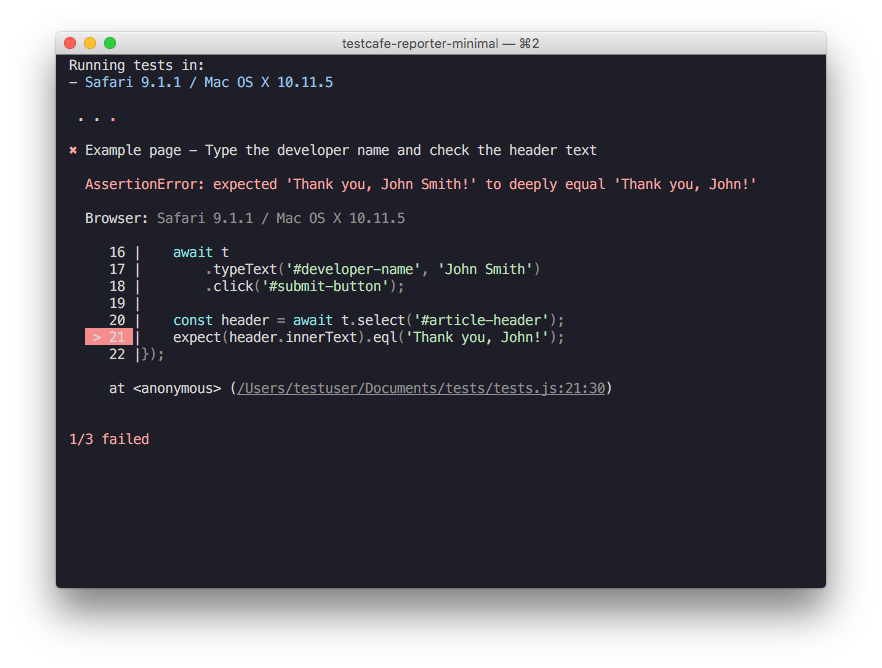 testcafe-reporter-minimal — ⌘2
Running tests in:
- Safari 9.1.1 / Mac OS X 10.11.5
. . .
✖ Example page - Type the developer name and check the header text
AssertionError: expected 'Thank you, John Smith!' to deeply equal 'Thank you, John!'
Browser: Safari 9.1.1 / Mac OS X 10.11.5
16 |    await t
17 |        .typeText('#developer-name', 'John Smith')
18 |        .click('#submit-button');
19 |
20 |    const header = await t.select('#article-header');
> 21 |    expect(header.innerText).eql('Thank you, John!');
22 |});
at <anonymous> (/Users/testuser/Documents/tests/tests.js:21:30)
1/3 failed